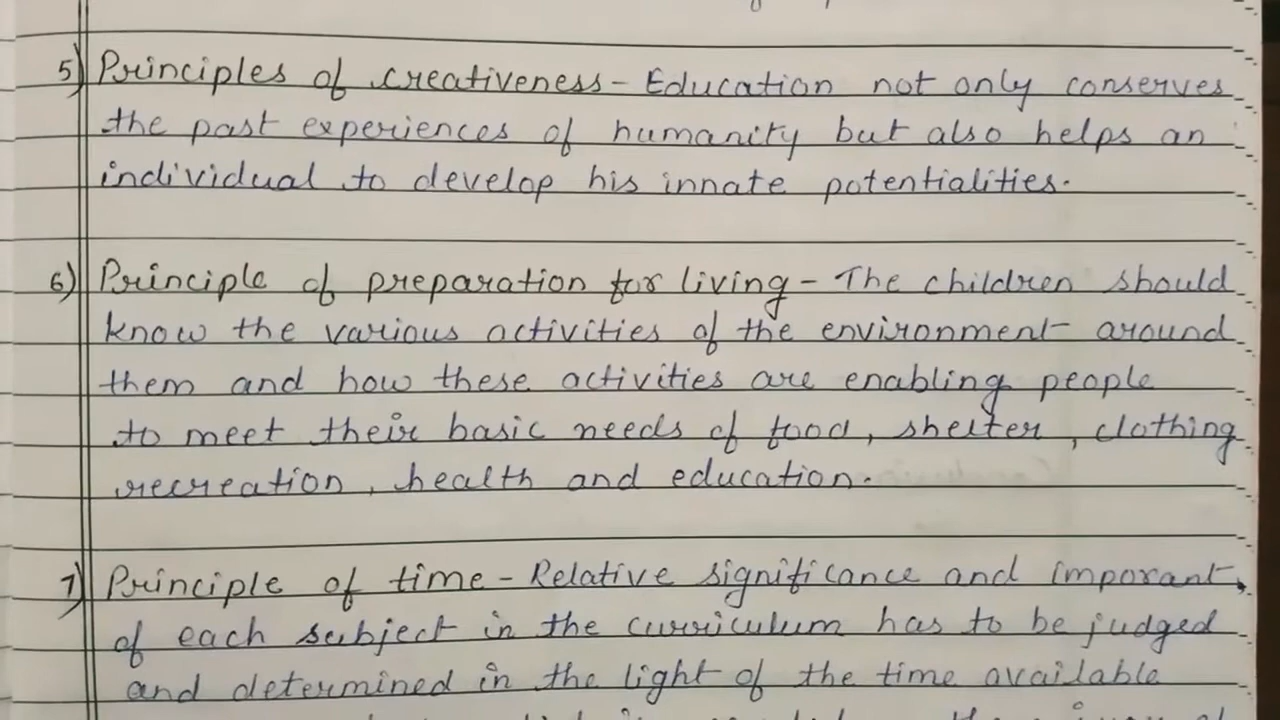 5) Principles of creativeness - Education not only conserves
the past experiences of humanity but also helps an
individual to develop his innate potentialities.
6) Principle of preparation for living - The children should
know the various activities of the environment around
them and how these activities are enabling people
to meet their basic needs of food, shelter, clothing
recreation, health and education.
7) Principle of time - Relative significance and imporant,
of each subject in the curriculum has to be judged
and determined in the light of the time available